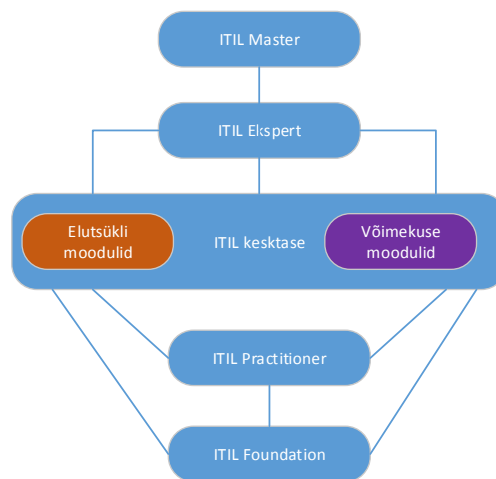 ITIL Master
ITIL Ekspert
Elutsükli
moodulid
ITIL kesktase
Võimekuse
moodulid
ITIL Practitioner
ITIL Foundation